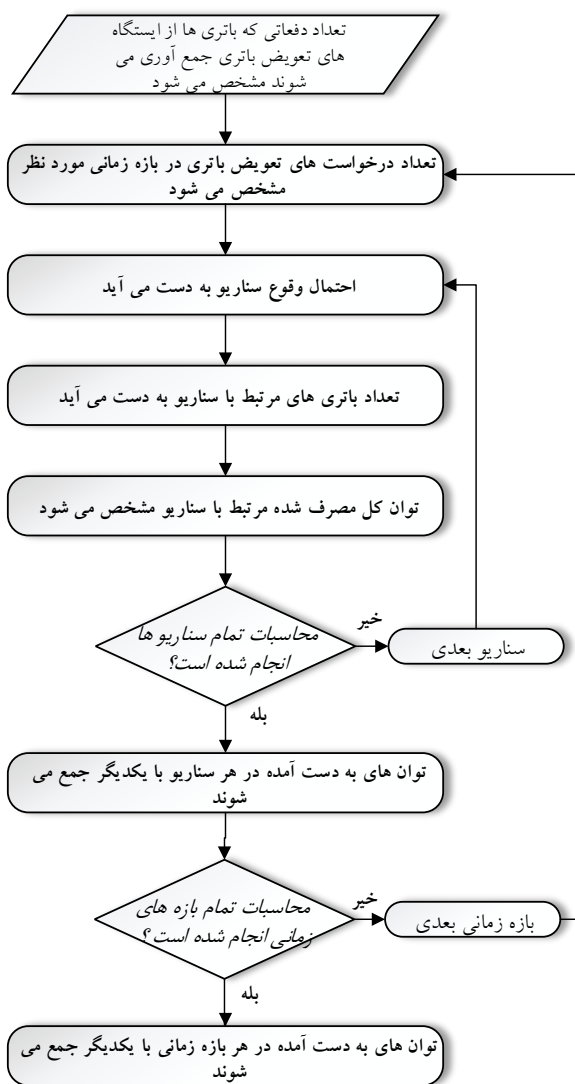 تعداد دفعاتی که باتری ها از ایستگاه
های تعویض باتری جمع آوری می
شوند مشخص می شود
تعداد درخواست های تعویض باتری در بازه زمانی مورد نظر
مشخص می شود
احتمال وقوع سناریو به دست می آید
تعداد باتری های مرتبط با سناریو به دست می آید
توان کل مصرف شده مرتبط با سناریو مشخص می شود
محاسبات تمام سناریو ها
انجام شده است؟
خیر
سناریو بعدی
بله
توان های به دست آمده در هر سناریو با یکدیگر جمع می
شوند
محاسبات تمام بازه های
زمانی انجام شده است ؟
خیر
بازه زمانی بعدی
بله
توان های به دست آمده در هر بازه زمانی با یکدیگر جمع می
شوند